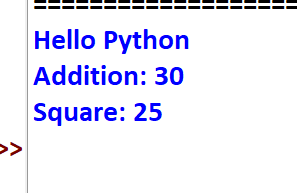 ====================
Hello Python
Addition: 30
Square: 25
>>